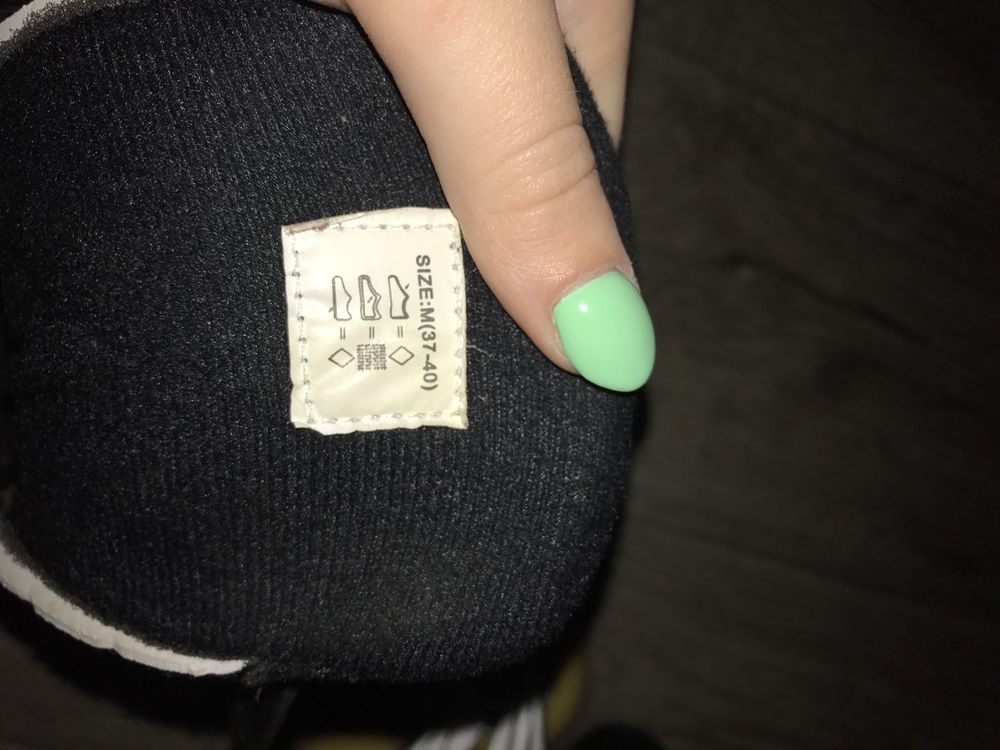 SIZE:M(37-40)
=
=
=